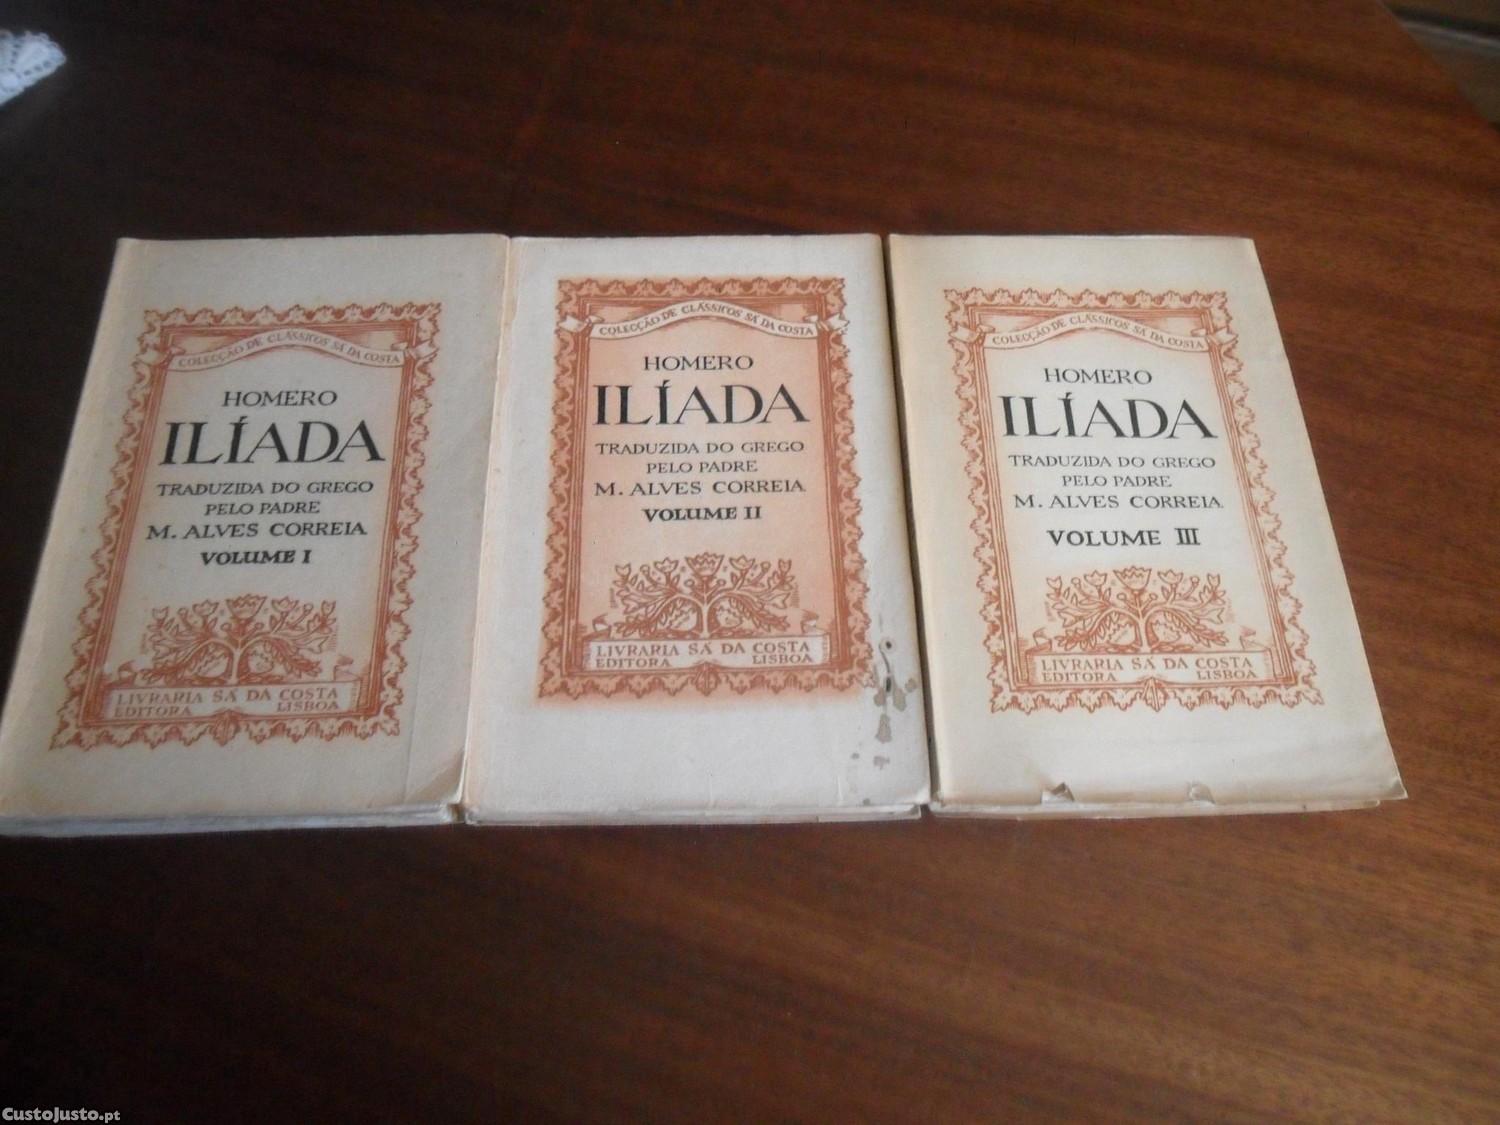 COLECÇÃO DE CLÁSSICOS SÁ DA COSTA
HOMERO
ILÍADA
TRADUZIDA DO GREGO
PELO PADRE
M. ALVES CORREIA
VOLUME I
LIVRARIA SÁ DA COSTA
EDITORA LISBOA
COLECÇÃO DE CLÁSSICOS SÁ DA COSTA
HOMERO
ILÍADA
TRADUZIDA DO GREGO
PELO PADRE
M. ALVES CORREIA
VOLUME II
LIVRARIA SÁ DA COSTA
EDITORA LISBOA
COLECÇÃO DE CLÁSSICOS SÁ DA COSTA
HOMERO
ILÍADA
TRADUZIDA DO GREGO
PELO PADRE
M. ALVES CORREIA
VOLUME III
LIVRARIA SÁ DA COSTA
EDITORA LISBOA
CustoJusto.pt